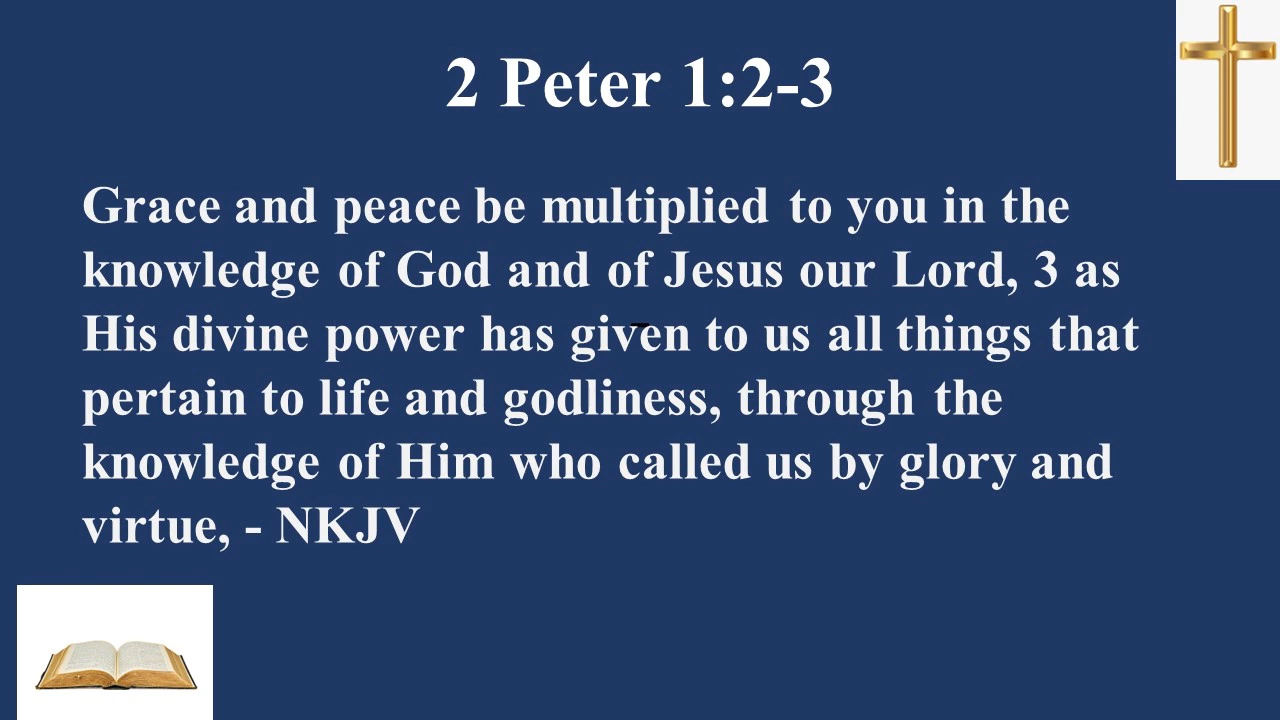 2 Peter 1:2-3
Grace and peace be multiplied to you in the
knowledge of God and of Jesus our Lord, 3 as
His divine power has given to us all things that
pertain to life and godliness, through the
knowledge of Him who called us by glory and
virtue, - NKJV